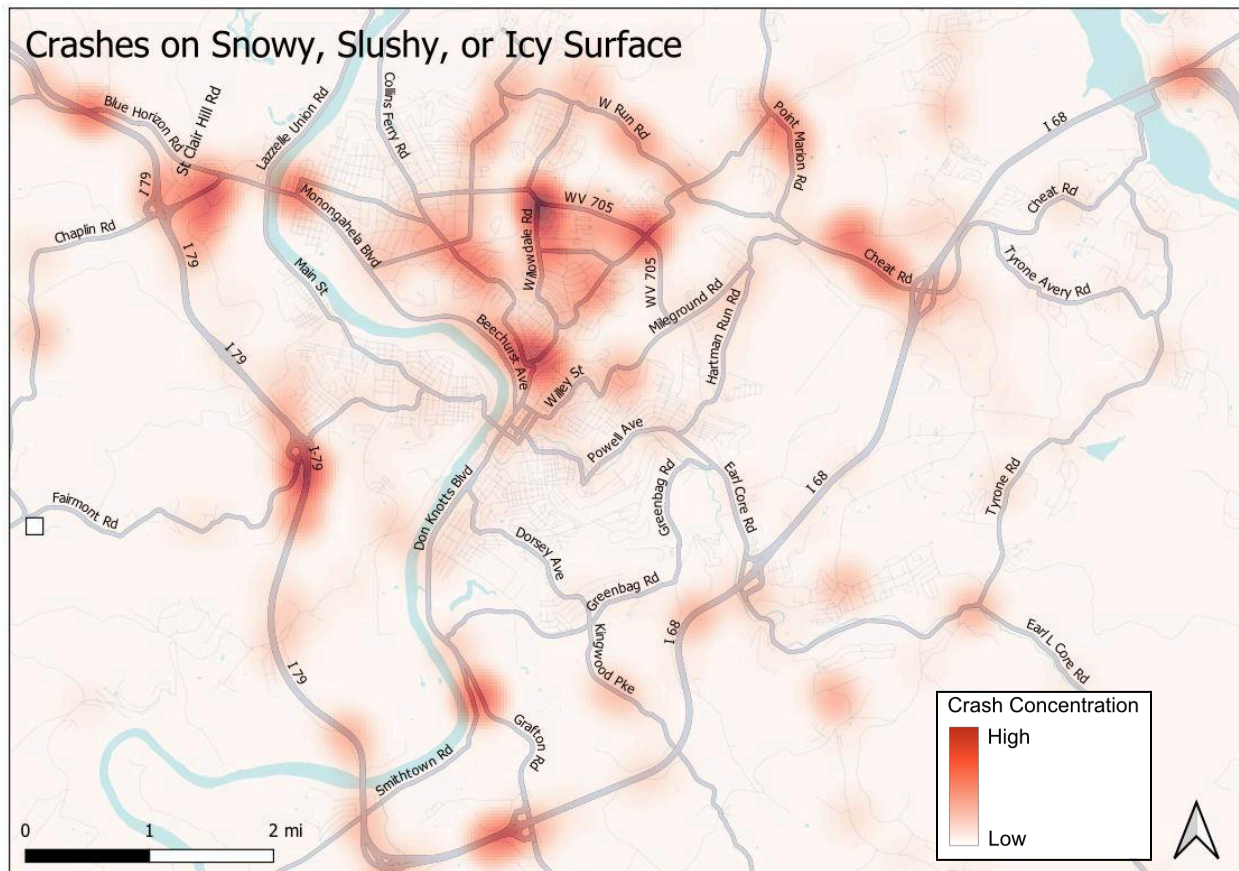 Crashes on Snowy, Slushy, or Icy Surface
Blue Horizon Rd
St Clair Hill Rd
Lazzelle Union Rd
Collins Ferry Rd
W Run Rd
Point Marion Rd
I 68
I 79
Chaplin Rd
I 79
Monongahela Blvd
WV 705
Willowdale Rd
WV 705
Cheat Rd
Cheat Rd
Tyrone Avery Rd
Main St
Mileground Rd
Hartman Run Rd
I 79
Beechurst Ave
Willey St
Powell Ave
I-79
Fairmont Rd
Don Knotts Blvd
Greenbag Rd
Earl Core Rd
I 68
Tyrone Rd
Dorsey Ave
Greenbag Rd
Kingwood Pke
I 68
Earl L Core Rd
I 79
Grafton Rd
Smithtown Rd
Crash Concentration
High
Low
0 1 2 mi